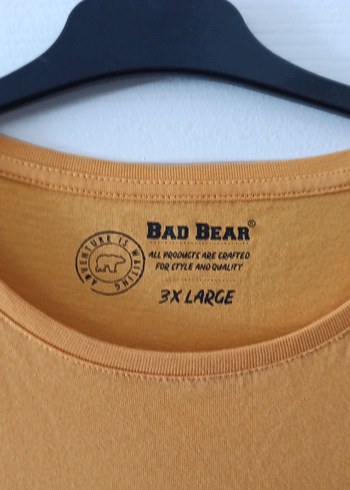 BAD BEAR®
ALL PRODUCTS ARE CRAFTED
FOR STYLE AND QUALITY
3X LARGE
ADVENTURE IS WAITING